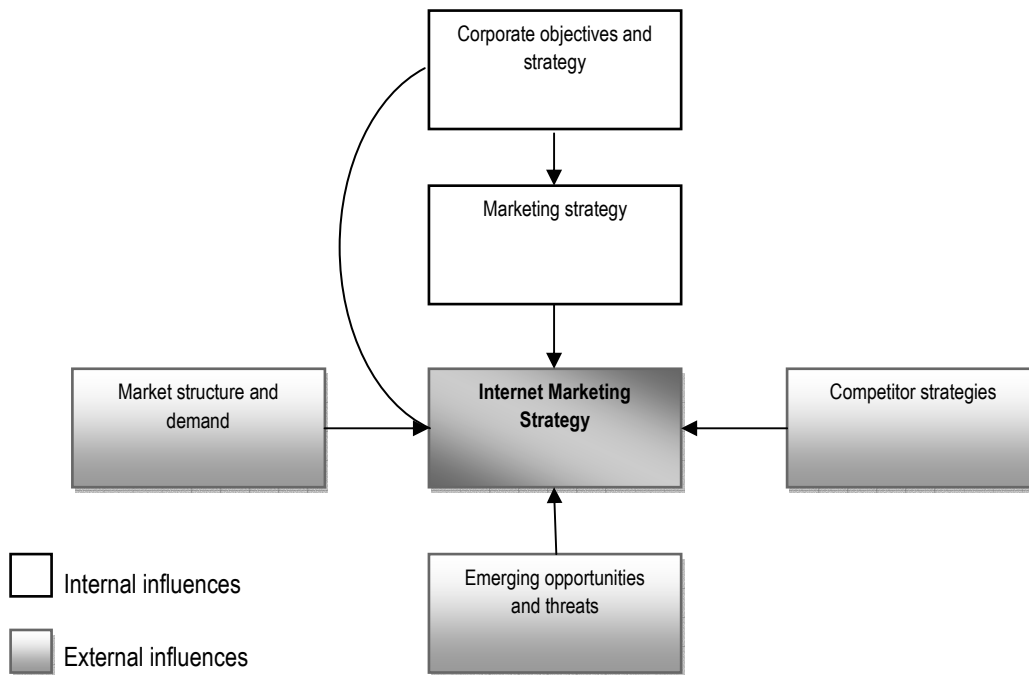 Corporate objectives and
strategy
Marketing strategy
Market structure and
demand
Internet Marketing
Strategy
Competitor strategies
Emerging opportunities
and threats
Internal influences
External influences